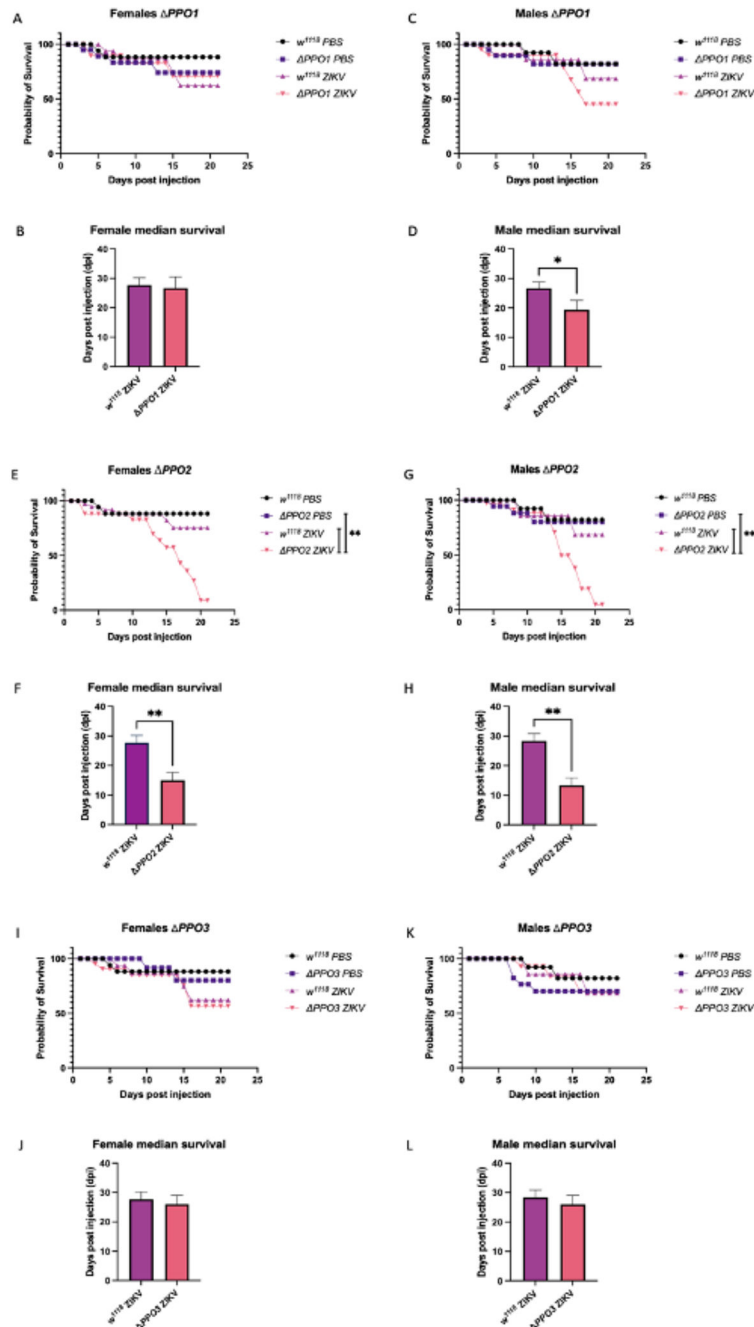 A
Females ΔPPO1
Probability of Survival
100
50
0
0 5 10 15 20 25
Days post injection
w1118 PBS
ΔPPO1 PBS
w1118 ZIKV
ΔPPO1 ZIKV
C
Males ΔPPO1
Probability of Survival
100
50
0
0 5 10 15 20 25
Days post injection
w1118 PBS
ΔPPO1 PBS
w1118 ZIKV
ΔPPO1 ZIKV
B
Female median survival
Days post injection (dpi)
40
30
20
10
0
w1118 ZIKV
ΔPPO1 ZIKV
D
Male median survival
Days post injection (dpi)
40
30
20
10
0
*
w1118 ZIKV
ΔPPO1 ZIKV
E
Females ΔPPO2
Probability of Survival
100
50
0
0 5 10 15 20 25
Days post injection
w1118 PBS
ΔPPO2 PBS
w1118 ZIKV
ΔPPO2 ZIKV
**
G
Males ΔPPO2
Probability of Survival
100
50
0
0 5 10 15 20 25
Days post injection
w1118 PBS
ΔPPO2 PBS
w1118 ZIKV
ΔPPO2 ZIKV
**
F
Female median survival
Days post injection (dpi)
40
30
20
10
0
**
w1118 ZIKV
ΔPPO2 ZIKV
H
Male median survival
Days post injection (dpi)
40
30
20
10
0
**
w1118 ZIKV
ΔPPO2 ZIKV
I
Females ΔPPO3
Probability of Survival
100
50
0
0 5 10 15 20 25
Days post injection
w1118 PBS
ΔPPO3 PBS
w1118 ZIKV
ΔPPO3 ZIKV
K
Males ΔPPO3
Probability of Survival
100
50
0
0 5 10 15 20 25
Days post injection
w1118 PBS
ΔPPO3 PBS
w1118 ZIKV
ΔPPO3 ZIKV
J
Female median survival
Days post injection (dpi)
40
30
20
10
0
w1118 ZIKV
ΔPPO3 ZIKV
L
Male median survival
Days post injection (dpi)
40
30
20
10
0
w1118 ZIKV
ΔPPO3 ZIKV